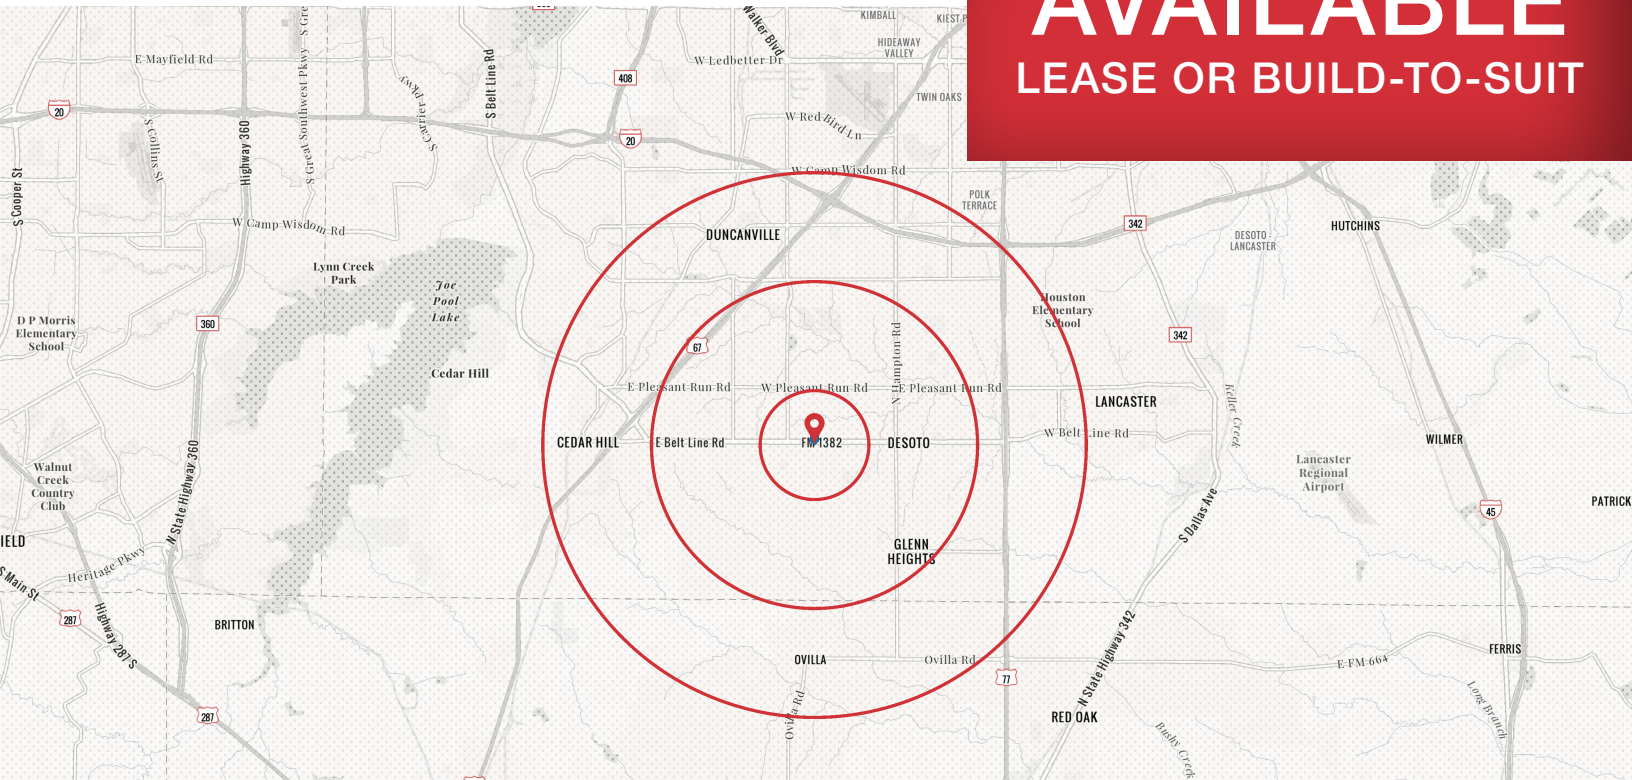 AVAILABLE
LEASE OR BUILD-TO-SUIT
KIMBALL
KIEST P
HIDEAWAY
VALLEY
Walker Blvd
S Gre
E Mayfield Rd
S Belt Line Rd
408
W Ledbetter Dr
TWIN OAKS
20
S Great Southwest Pkwy
S Carrier Pkwy
S Collins St
Highway 360
20
W Red Bird Ln
W Camp Wisdom Rd
S Cooper St
POLK
TERRACE
W Camp Wisdom Rd
DUNCANVILLE
342
HUTCHINS
DESOTO -
LANCASTER
Lynn Creek
Park
Joe
Pool
Lake
Houston
Elementary
School
360
D P Morris
Elementary
School
342
67
N Hampton Rd
Cedar Hill
E Pleasant Run Rd
W Pleasant Run Rd
E Pleasant Run Rd
LANCASTER
Keller Creek
CEDAR HILL
E Belt Line Rd
FM 1382
DESOTO
W Belt Line Rd
WILMER
Walnut
Creek
Country
Club
N State Highway 360
Lancaster
Regional
Airport
S Dallas Ave
45
PATRICK
IELD
GLENN
HEIGHTS
Heritage Pkwy
S Main St
287
Highway 287 S
BRITTON
N State Highway 342
OVILLA
Ovilla Rd
E FM 664
FERRIS
77
Ovilla Rd
287
RED OAK
Long Branch
Bushy Creek